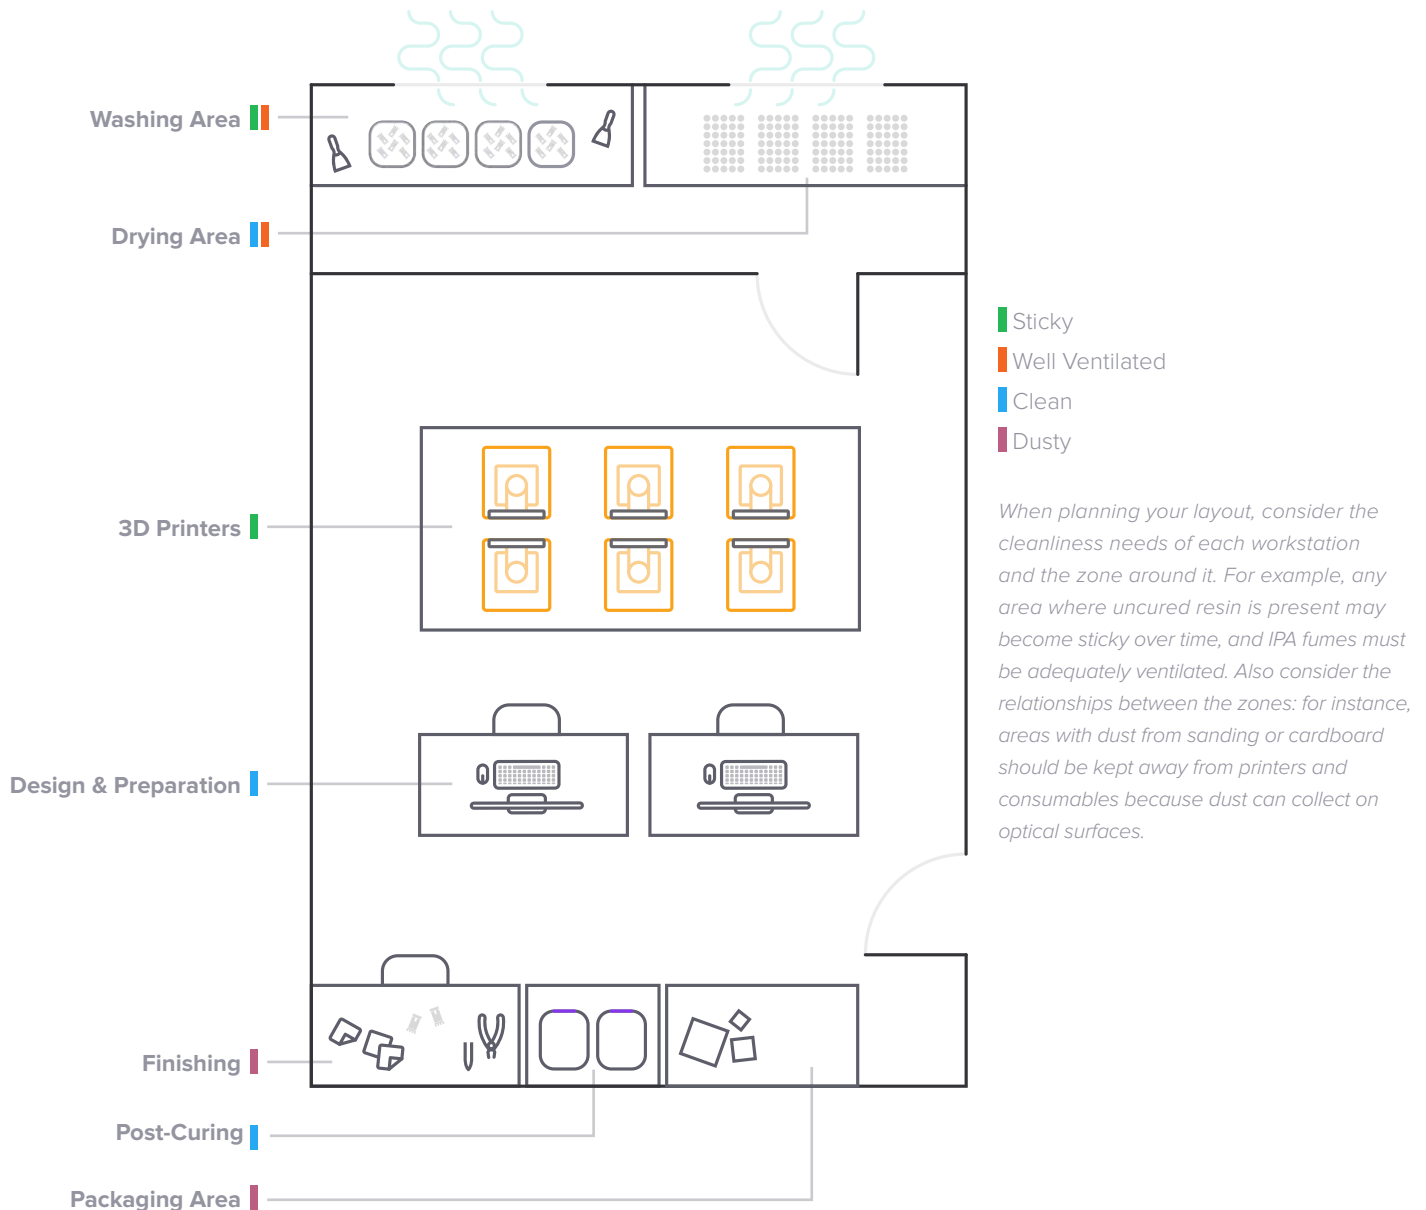 Washing Area
Drying Area
3D Printers
Design & Preparation
Finishing
Post-Curing
Packaging Area
Sticky
Well Ventilated
Clean
Dusty
When planning your layout, consider the
cleanliness needs of each workstation
and the zone around it. For example, any
area where uncured resin is present may
become sticky over time, and IPA fumes must
be adequately ventilated. Also consider the
relationships between the zones: for instance,
areas with dust from sanding or cardboard
should be kept away from printers and
consumables because dust can collect on
optical surfaces.